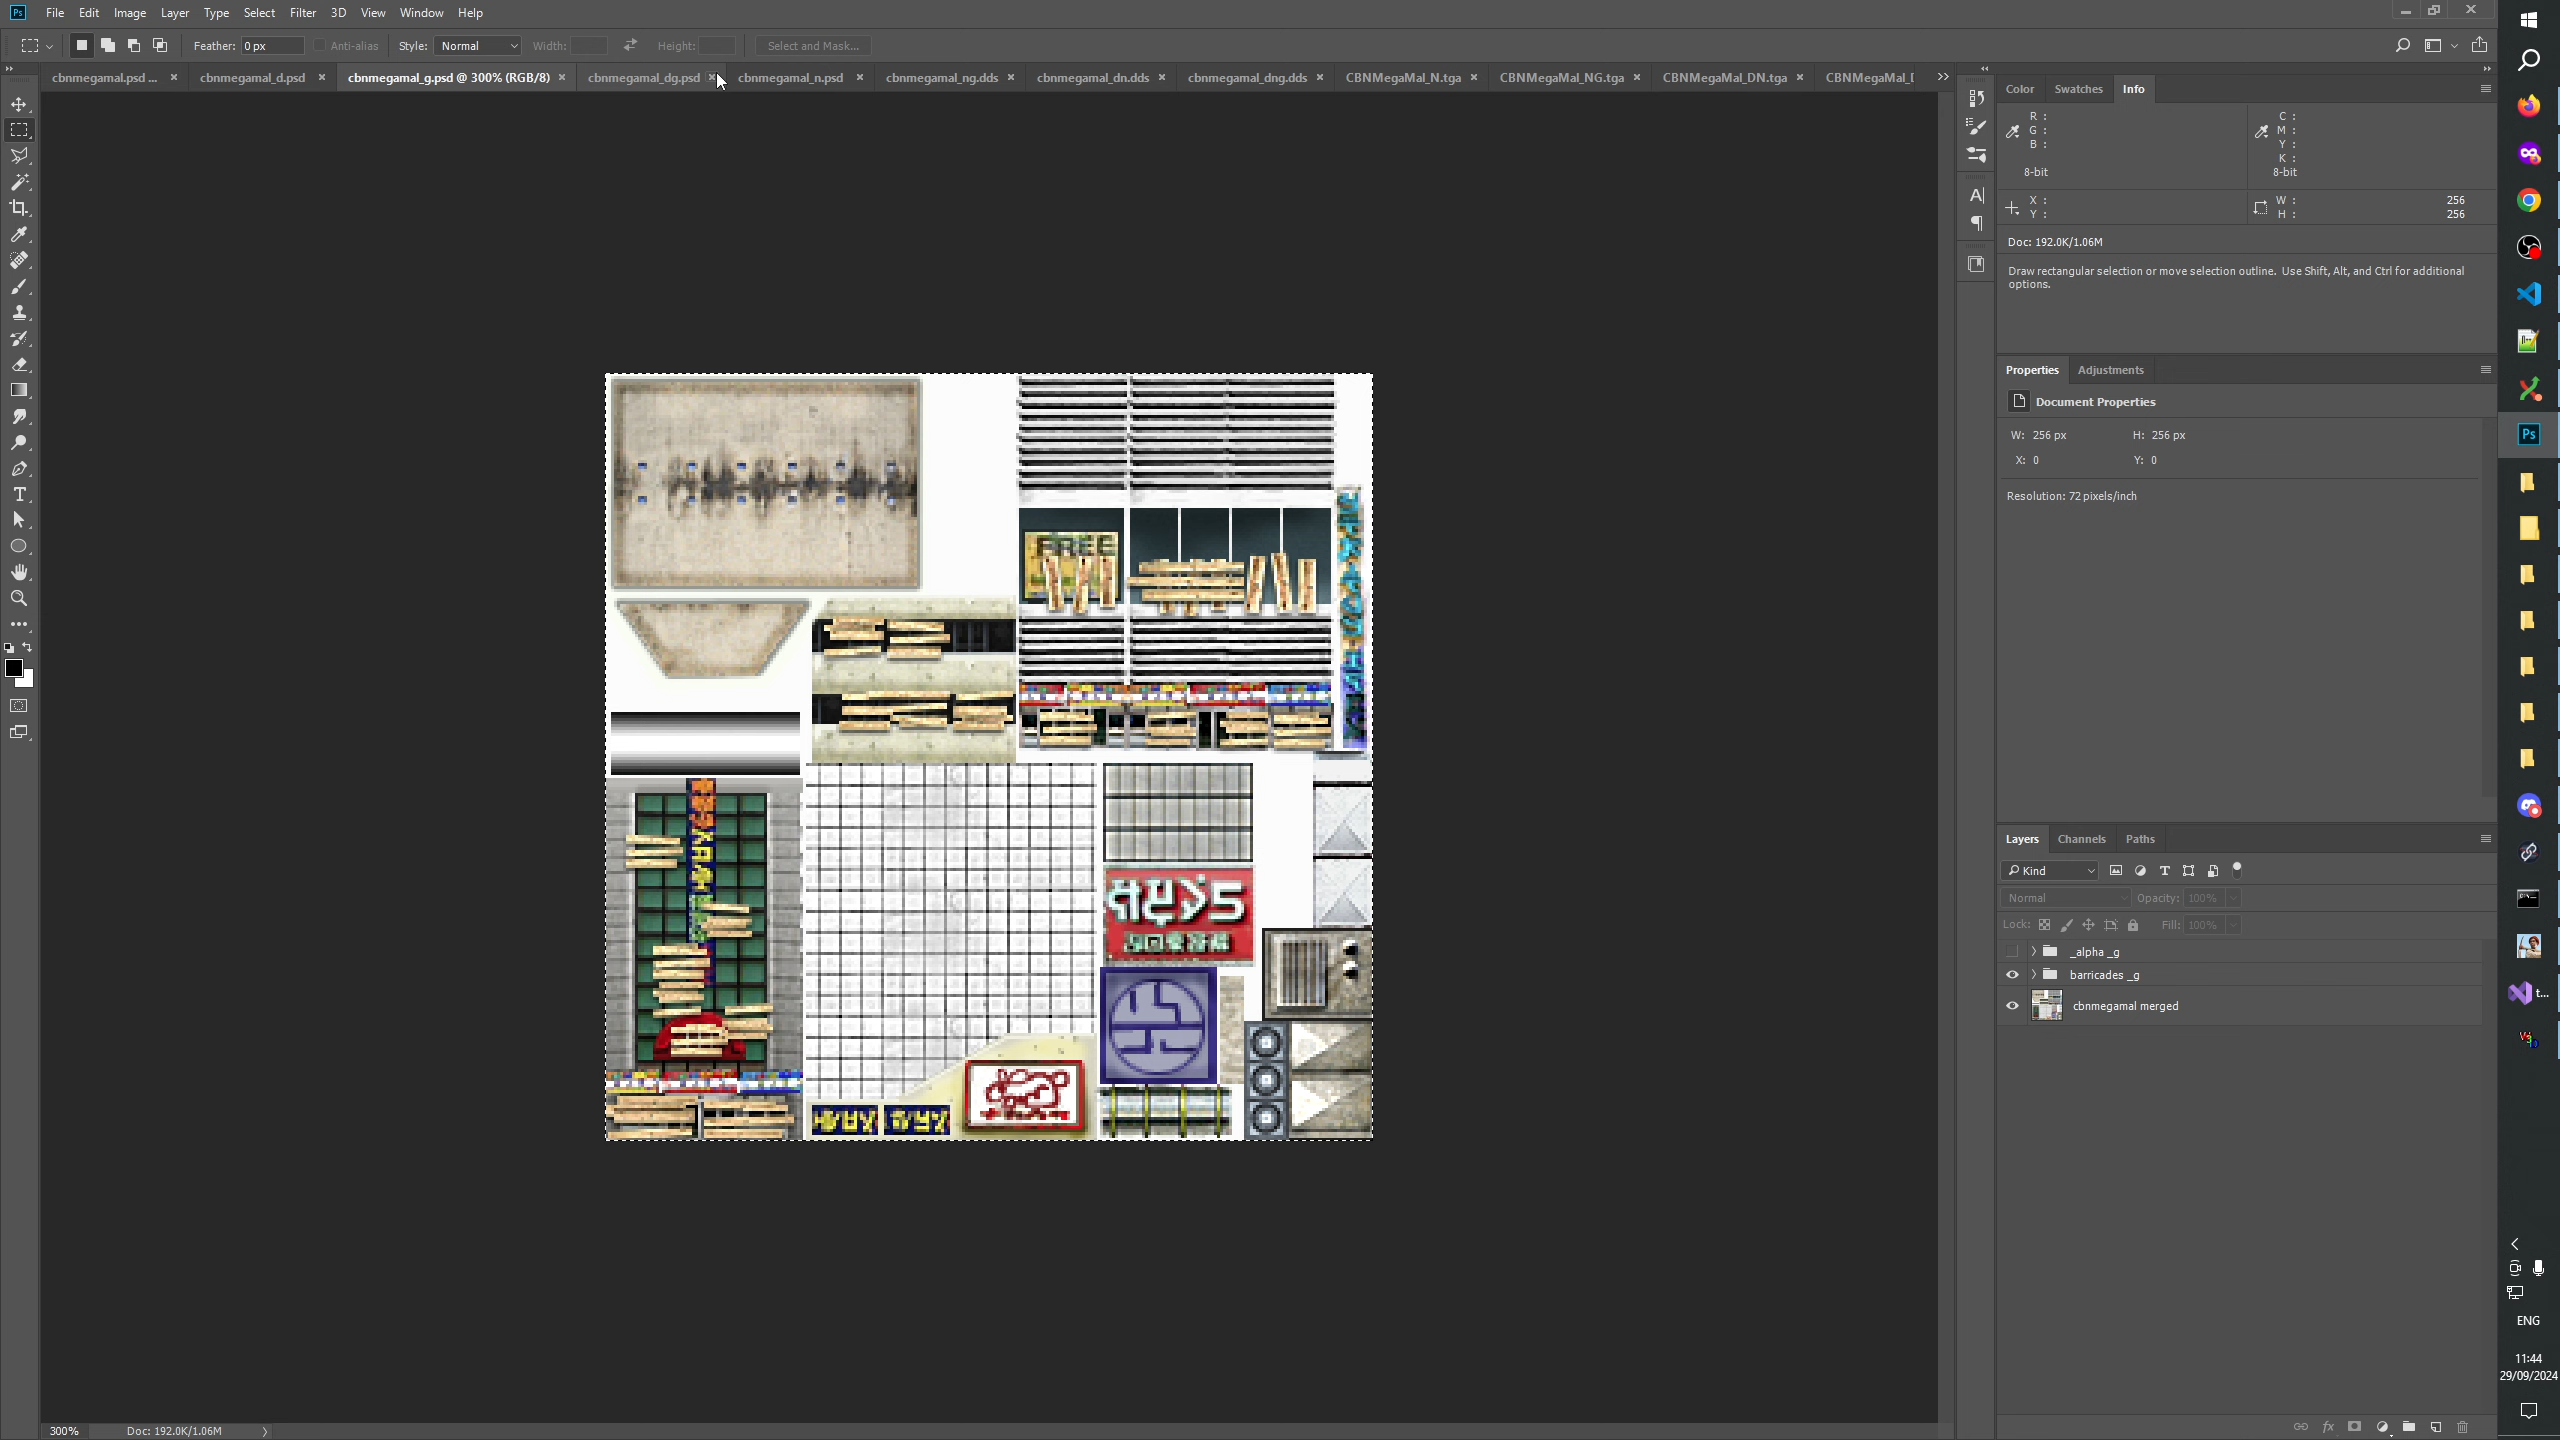 File Edit Image Layer Type Select Filter 3D View Window Help
Feather: 0 px Anti-alias Style: Normal Width: Height: Select and Mask...
cbnmegamal.psd ... cbnmegamal_d.psd cbnmegamal_g.psd @ 300% (RGB/8) cbnmegamal_dg.psd cbnmegamal_n.psd cbnmegamal_ng.dds cbnmegamal_dn.dds cbnmegamal_dng.dds CBNMegaMal_N.tga CBNMegaMal_NG.tga CBNMegaMal_DN.tga
Color Swatches Info
R : C :
G : M :
B : Y :
K :
8-bit 8-bit
X : W : 256
Y : H : 256
Doc: 192.0K/1.06M
Draw rectangular selection or move selection outline. Use Shift, Alt, and Ctrl for additional
options.
Properties Adjustments
Document Properties
W: 256 px H: 256 px
X: 0 Y: 0
Resolution: 72 pixels/inch
FREE
Layers Channels Paths
Kind
Normal Opacity: 100%
Lock: Fill: 100%
_alpha _g
barricades _g
cbnmegamal merged
300% Doc: 192.0K/1.06M
Ps
Ps
t...
ENG
11:44
29/09/2024